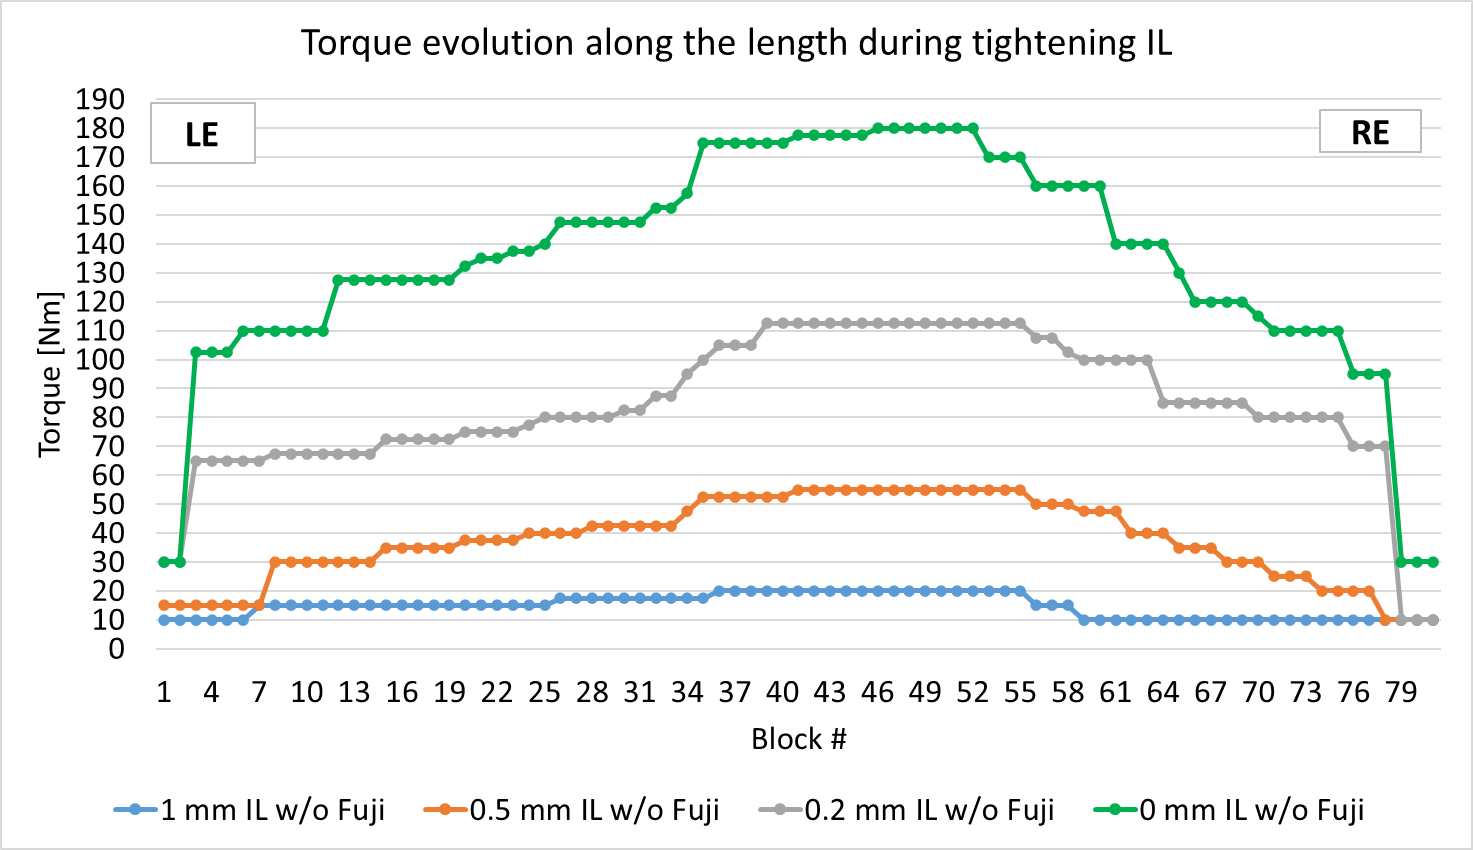 Torque evolution along the length during tightening IL
190
180
170
160
150
140
130
120
110
100
90
80
70
60
50
40
30
20
10
0
Torque [Nm]
LE
RE
1 4 7 10 13 16 19 22 25 28 31 34 37 40 43 46 49 52 55 58 61 64 67 70 73 76 79
Block #
1 mm IL w/o Fuji 0.5 mm IL w/o Fuji 0.2 mm IL w/o Fuji 0 mm IL w/o Fuji